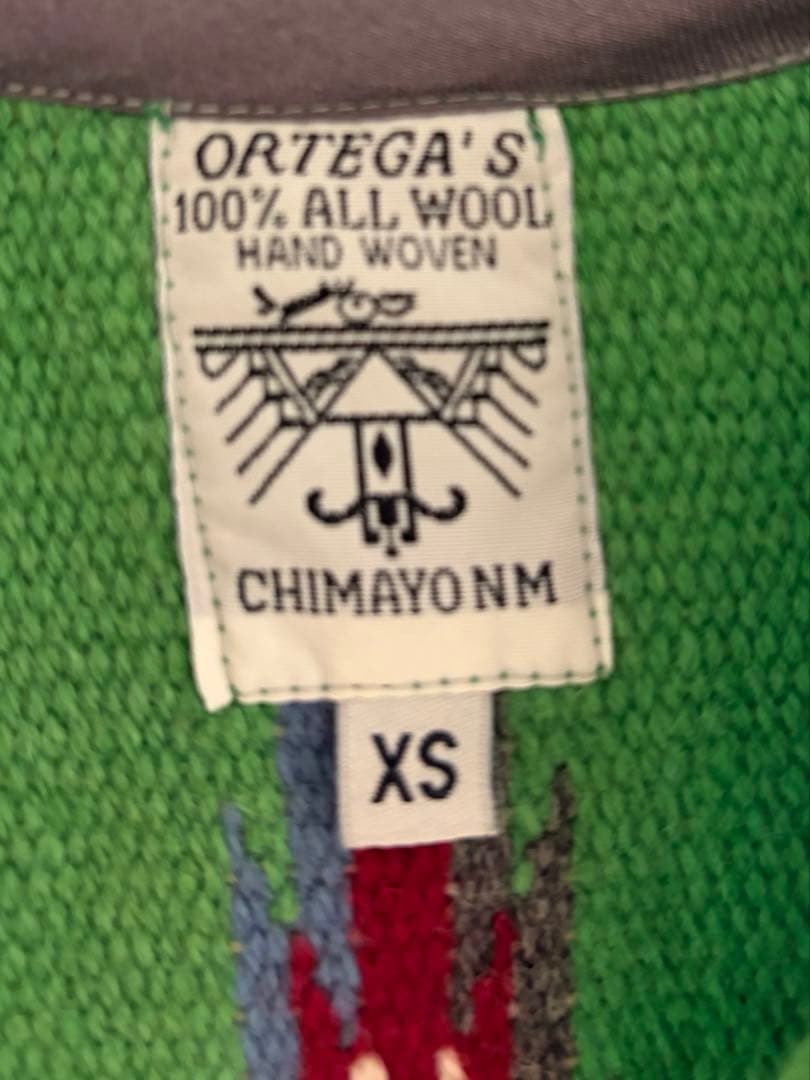 ORTEGA'S
100% ALL WOOL
HAND WOVEN
CHIMAYO NM
XS